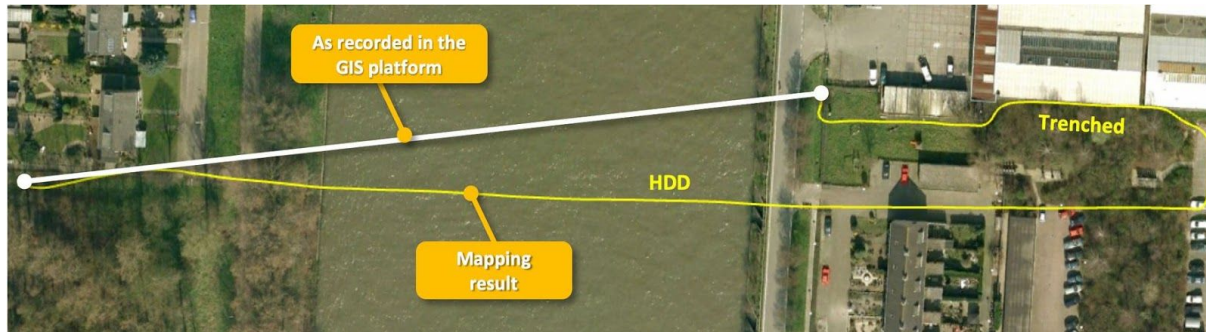 As recorded in the
GIS platform
Trenched
HDD
Mapping
result